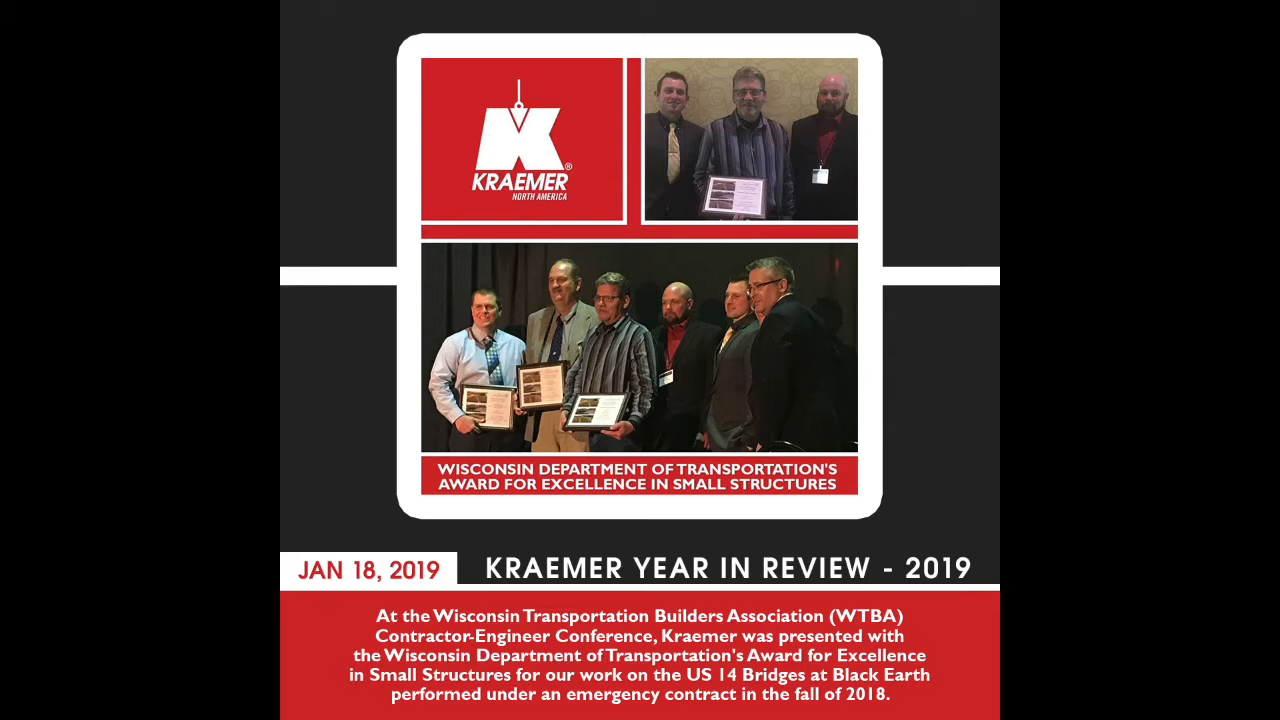 KRAEMER®
NORTH AMERICA
WISCONSIN DEPARTMENT OF TRANSPORTATION'S
AWARD FOR EXCELLENCE IN SMALL STRUCTURES
JAN 18, 2019
KRAEMER YEAR IN REVIEW - 2019
At the Wisconsin Transportation Builders Association (WTBA)
Contractor-Engineer Conference, Kraemer was presented with
the Wisconsin Department of Transportation's Award for Excellence
in Small Structures for our work on the US 14 Bridges at Black Earth
performed under an emergency contract in the fall of 2018.